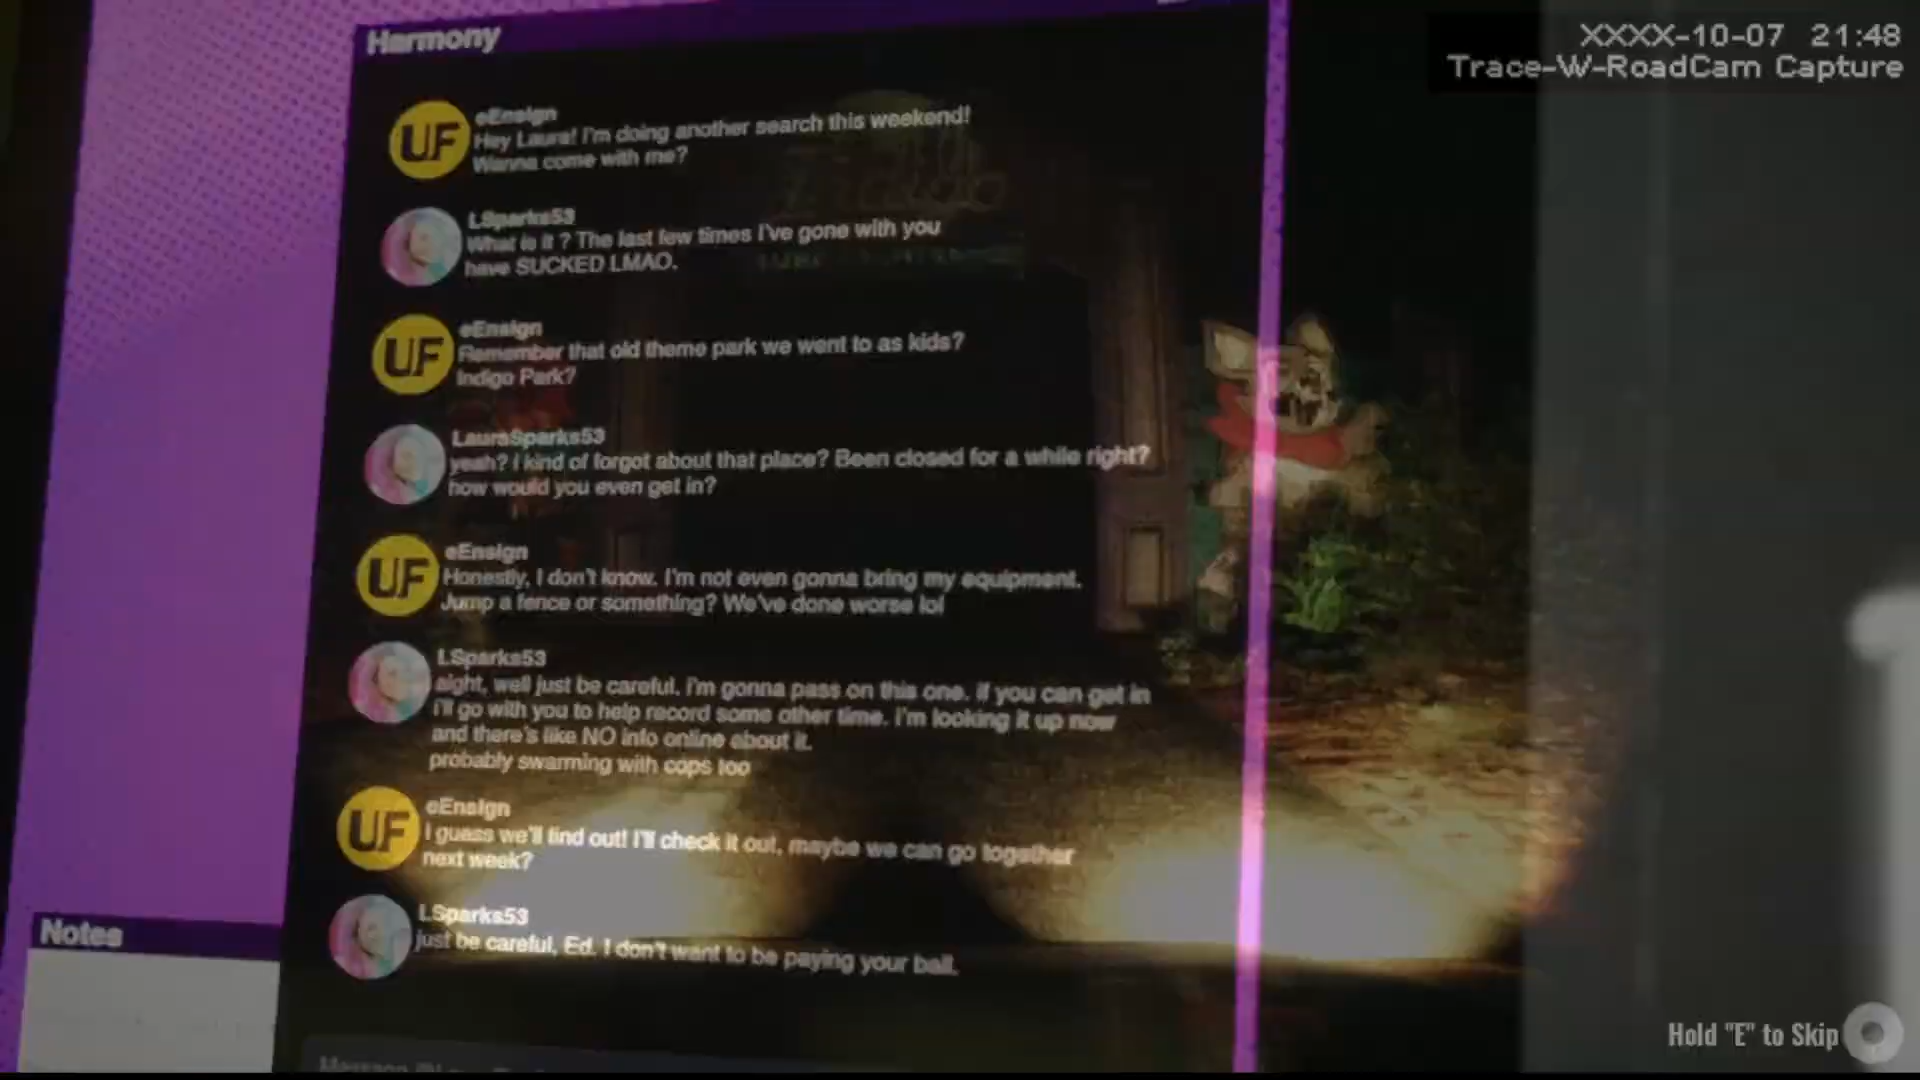 Harmony
XXXX-10-07 21:48
Trace-W-RoadCam Capture
UF
eEnsign
Hey Laura! I'm doing another search this weekend!
Wanna come with me?
LSparks53
What is it ? The last few times I've gone with you
have SUCKED LMAO.
UF
eEnsign
Remember that old theme park we went to as kids?
Indigo Park?
LauraSparks53
yeah? I kind of forgot about that place? Been closed for a while right?
how would you even get in?
UF
eEnsign
Honestly, I don't know. I'm not even gonna bring my equipment.
Jump a fence or something? We've done worse lol
LSparks53
aight, well just be careful. I'm gonna pass on this one. if you can get in
i'll go with you to help record some other time. I'm looking it up now
and there's like NO info online about it.
probably swarming with cops too
UF
eEnsign
I guess we'll find out! I'll check it out, maybe we can go together
next week?
LSparks53
just be careful, Ed. I don't want to be paying your bail.
Notes
Hold "E" to Skip